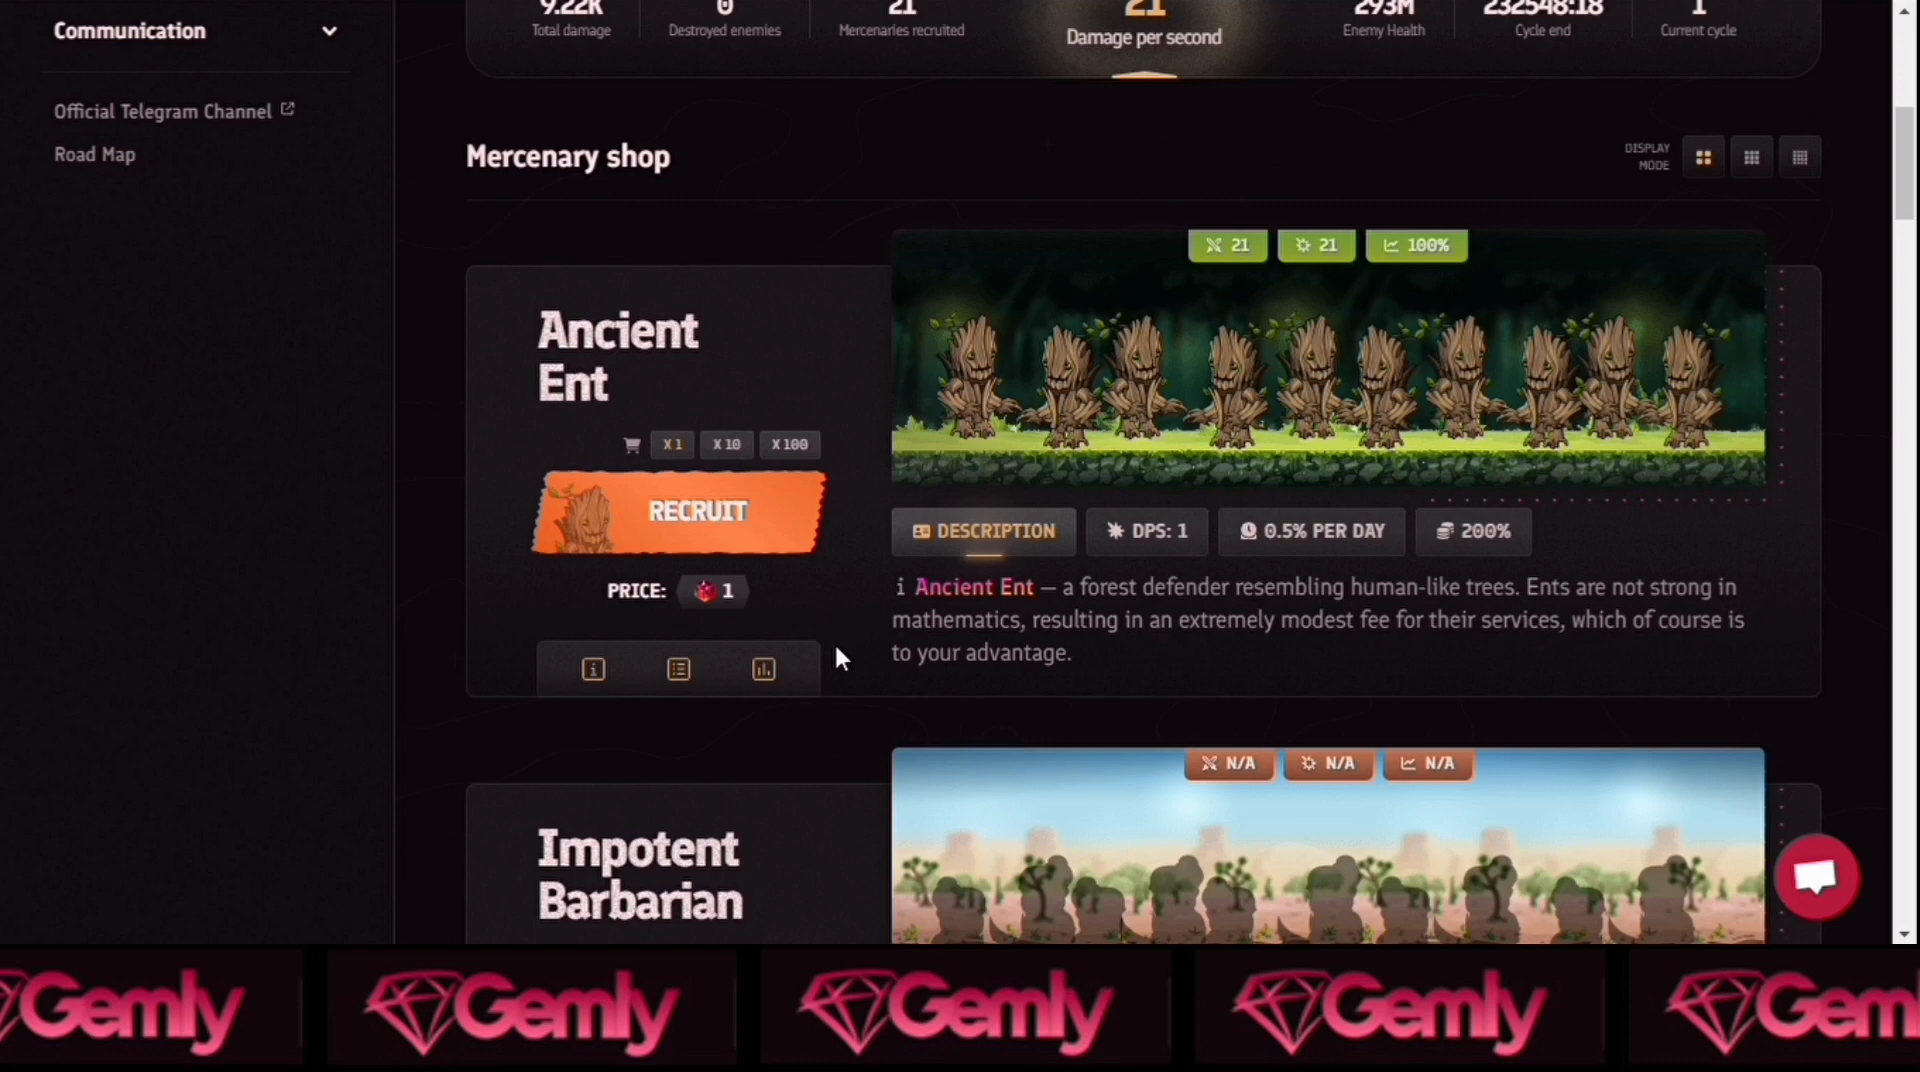 Communication
Official Telegram Channel
Road Map
9.22K
Total damage
0
Destroyed enemies
21
Mercenaries recruited
21
Damage per second
293M
Enemy Health
232548:18
Cycle end
1
Current cycle
Mercenary shop
DISPLAY
MODE
21 21 100%
Ancient
Ent
X 1 X 10 X 100
RECRUIT
PRICE: 1
DESCRIPTION DPS: 1 0.5% PER DAY 200%
i Ancient Ent — a forest defender resembling human-like trees. Ents are not strong in
mathematics, resulting in an extremely modest fee for their services, which of course is
to your advantage.
N/A N/A N/A
Impotent
Barbarian
Gemly Gemly Gemly Gemly Gem